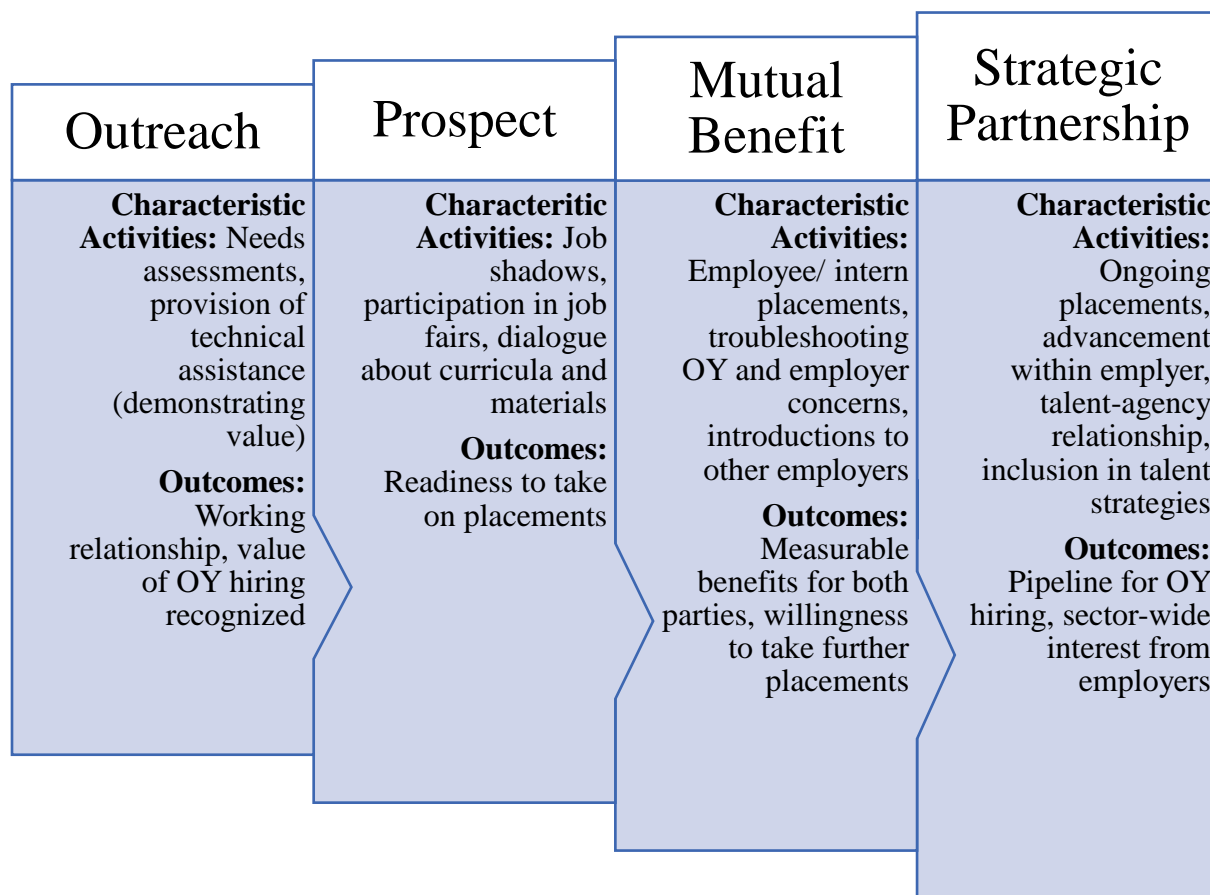 Outreach
Characteristic
Activities: Needs
assessments,
provision of
technical
assistance
(demonstrating
value)
Outcomes:
Working
relationship, value
of OY hiring
recognized
Prospect
Characteritic
Activities: Job
shadows,
participation in job
fairs, dialogue
about curricula and
materials
Outcomes:
Readiness to take
on placements
Mutual
Benefit
Characteristic
Activities:
Employee/ intern
placements,
troubleshooting
OY and employer
concerns,
introductions to
other employers
Outcomes:
Measurable
benefits for both
parties, willingness
to take further
placements
Strategic
Partnership
Characteristic
Activities:
Ongoing
placements,
advancement
within emplyer,
talent-agency
relationship,
inclusion in talent
strategies
Outcomes:
Pipeline for OY
hiring, sector-wide
interest from
employers